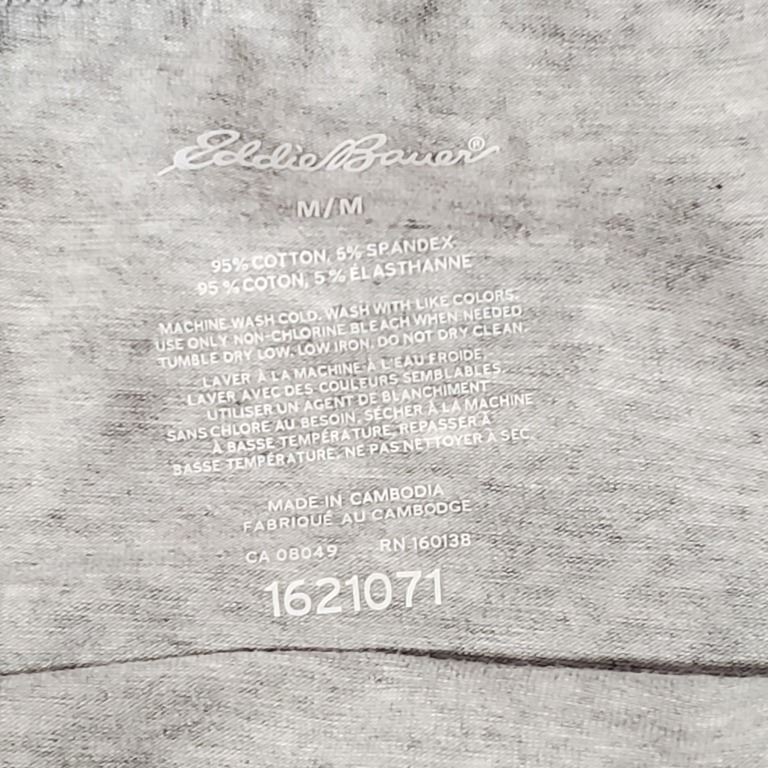 Eddie Bauer®
M/M
95% COTTON, 5% SPANDEX
95 % COTON, 5 % ÉLASTHANNE
MACHINE WASH COLD. WASH WITH LIKE COLORS.
USE ONLY NON-CHLORINE BLEACH WHEN NEEDED
TUMBLE DRY LOW. LOW IRON. DO NOT DRY CLEAN.
LAVER À LA MACHINE À L'EAU FROIDE.
LAVER AVEC DES COULEURS SEMBLABLES.
UTILISER UN AGENT DE BLANCHIMENT
SANS CHLORE AU BESOIN. SÉCHER À LA MACHINE
À BASSE TEMPÉRATURE. REPASSER À
BASSE TEMPÉRATURE. NE PAS NETTOYER À SEC.
MADE IN CAMBODIA
FABRIQUÉ AU CAMBODGE
CA 08049 RN 160138
1621071